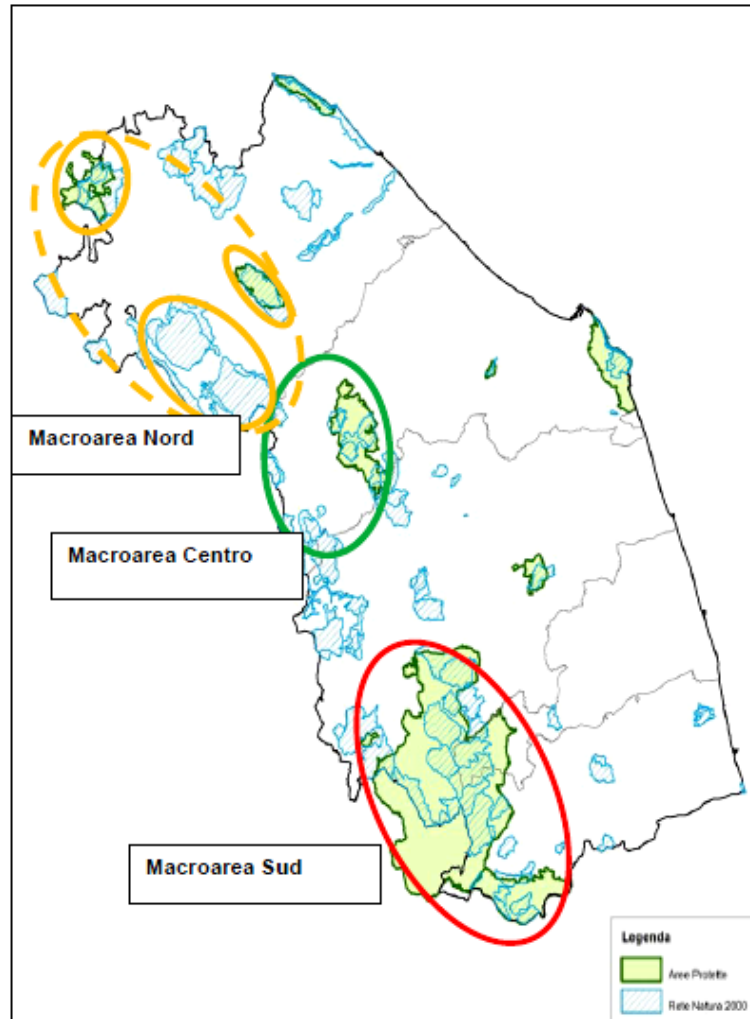 Macroarea Nord
Macroarea Centro
Macroarea Sud
Legenda
Aree Protette
Rete Natura 2000